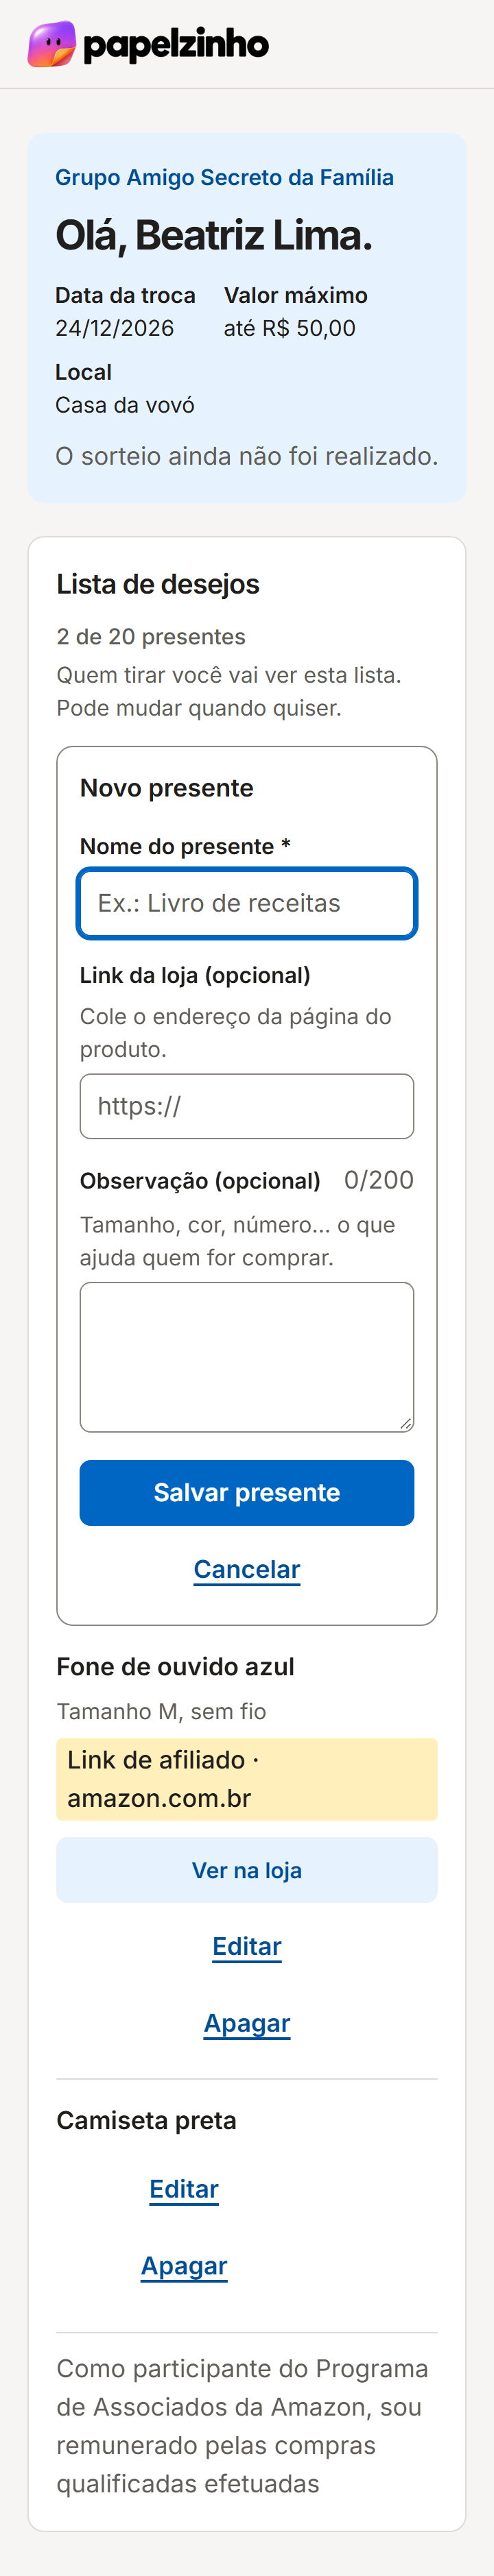 papelzinho
Grupo Amigo Secreto da Família
Olá, Beatriz Lima.
Data da troca
24/12/2026
Valor máximo
até R$ 50,00
Local
Casa da vovó
O sorteio ainda não foi realizado.
Lista de desejos
2 de 20 presentes
Quem tirar você vai ver esta lista.
Pode mudar quando quiser.
Novo presente
Nome do presente *
Ex.: Livro de receitas
Link da loja (opcional)
Cole o endereço da página do
produto.
https://
Observação (opcional) 0/200
Tamanho, cor, número... o que
ajuda quem for comprar.
Salvar presente
Cancelar
Fone de ouvido azul
Tamanho M, sem fio
Link de afiliado ·
amazon.com.br
Ver na loja
Editar
Apagar
Camiseta preta
Editar
Apagar
Como participante do Programa
de Associados da Amazon, sou
remunerado pelas compras
qualificadas efetuadas